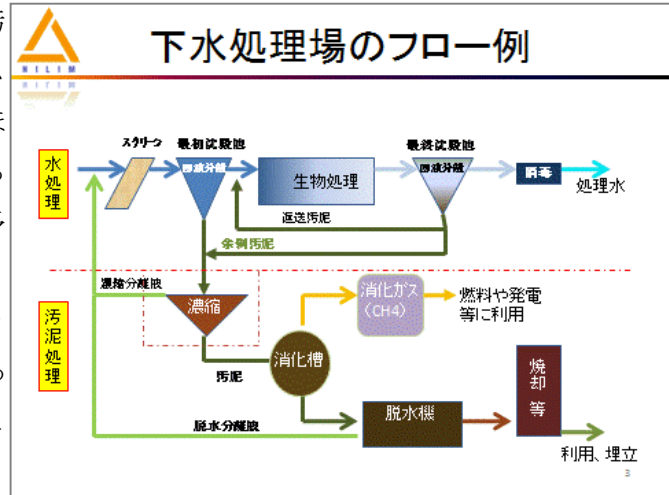 NILIM
下水処理場のフロー例
水処理
スクリーン
最初沈殿池
固液分離
生物処理
最終沈殿池
固液分離
消毒
処理水
返送汚泥
余剰汚泥
汚泥処理
濃縮分離液
濃縮
消化ガス
(CH4)
燃料や発電
等に利用
汚泥
消化槽
脱水機
焼却 等
脱水分離液
利用、埋立
3